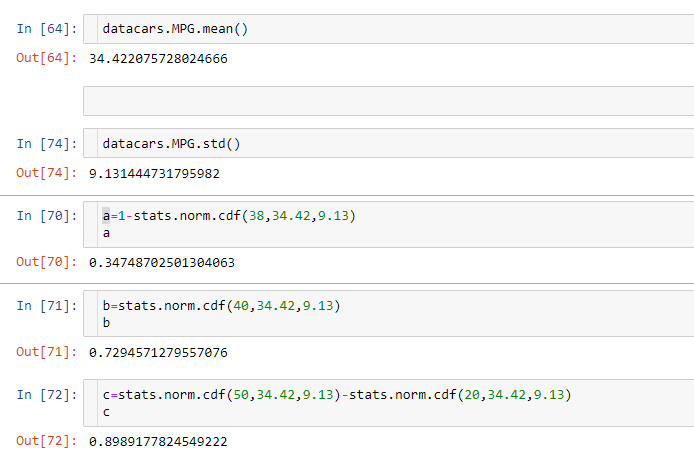 In [64]: datacars.MPG.mean()
Out[64]: 34.422075728024666
In [74]: datacars.MPG.std()
Out[74]: 9.131444731795982
In [70]: a=1-stats.norm.cdf(38,34.42,9.13)
a
Out[70]: 0.34748702501304063
In [71]: b=stats.norm.cdf(40,34.42,9.13)
b
Out[71]: 0.7294571279557076
In [72]: c=stats.norm.cdf(50,34.42,9.13)-stats.norm.cdf(20,34.42,9.13)
c
Out[72]: 0.8989177824549222